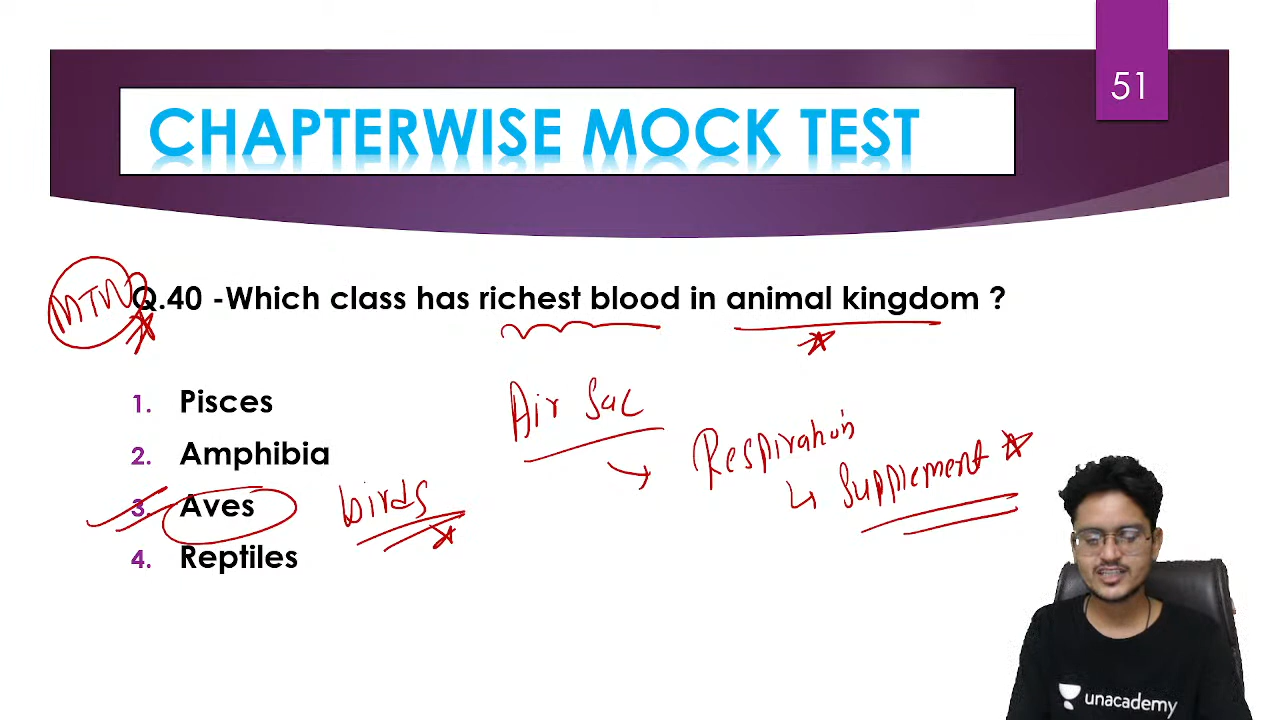 51
CHAPTERWISE MOCK TEST
Q.40 -Which class has richest blood in animal kingdom ?
1. Pisces
2. Amphibia
3. Aves
birds
4. Reptiles
Air Sac
Respiration
Supplement
unacademy